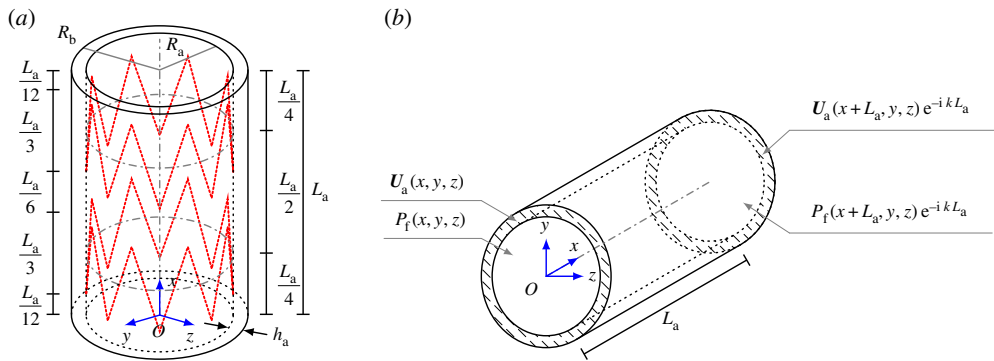 (a)
R_b
R_a
L_a/12
L_a/3
L_a/6
L_a/3
L_a/12
L_a/4
L_a/2
L_a
L_a/4
x
y
O
z
h_a
(b)
U_a(x, y, z)
P_f(x, y, z)
y
x
z
O
L_a
U_a(x+L_a, y, z) e^{-i k L_a}
P_f(x+L_a, y, z) e^{-i k L_a}